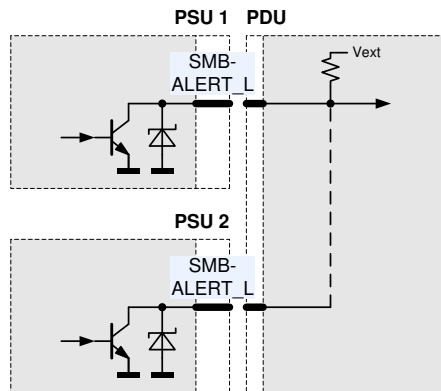 PSU 1 PDU
Vext
SMB-
ALERT_L
PSU 2
SMB-
ALERT_L